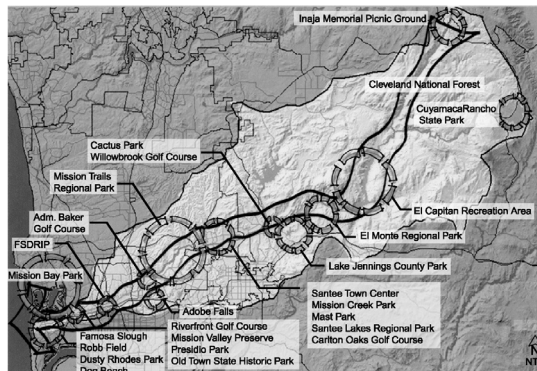 Inaja Memorial Picnic Ground
Cleveland National Forest
CuyamacaRancho
State Park
Cactus Park
Willowbrook Golf Course
Mission Trails
Regional Park
Adm. Baker
Golf Course
El Capitan Recreation Area
FSDRIP
El Monte Regional Park
Mission Bay Park
Lake Jennings County Park
Adobe Falls
Santee Town Center
Mission Creek Park
Mast Park
Santee Lakes Regional Park
Carlton Oaks Golf Course
Riverfront Golf Course
Mission Valley Preserve
Presidio Park
Old Town State Historic Park
Famosa Slough
Robb Field
Dusty Rhodes Park
Dog Beach
N